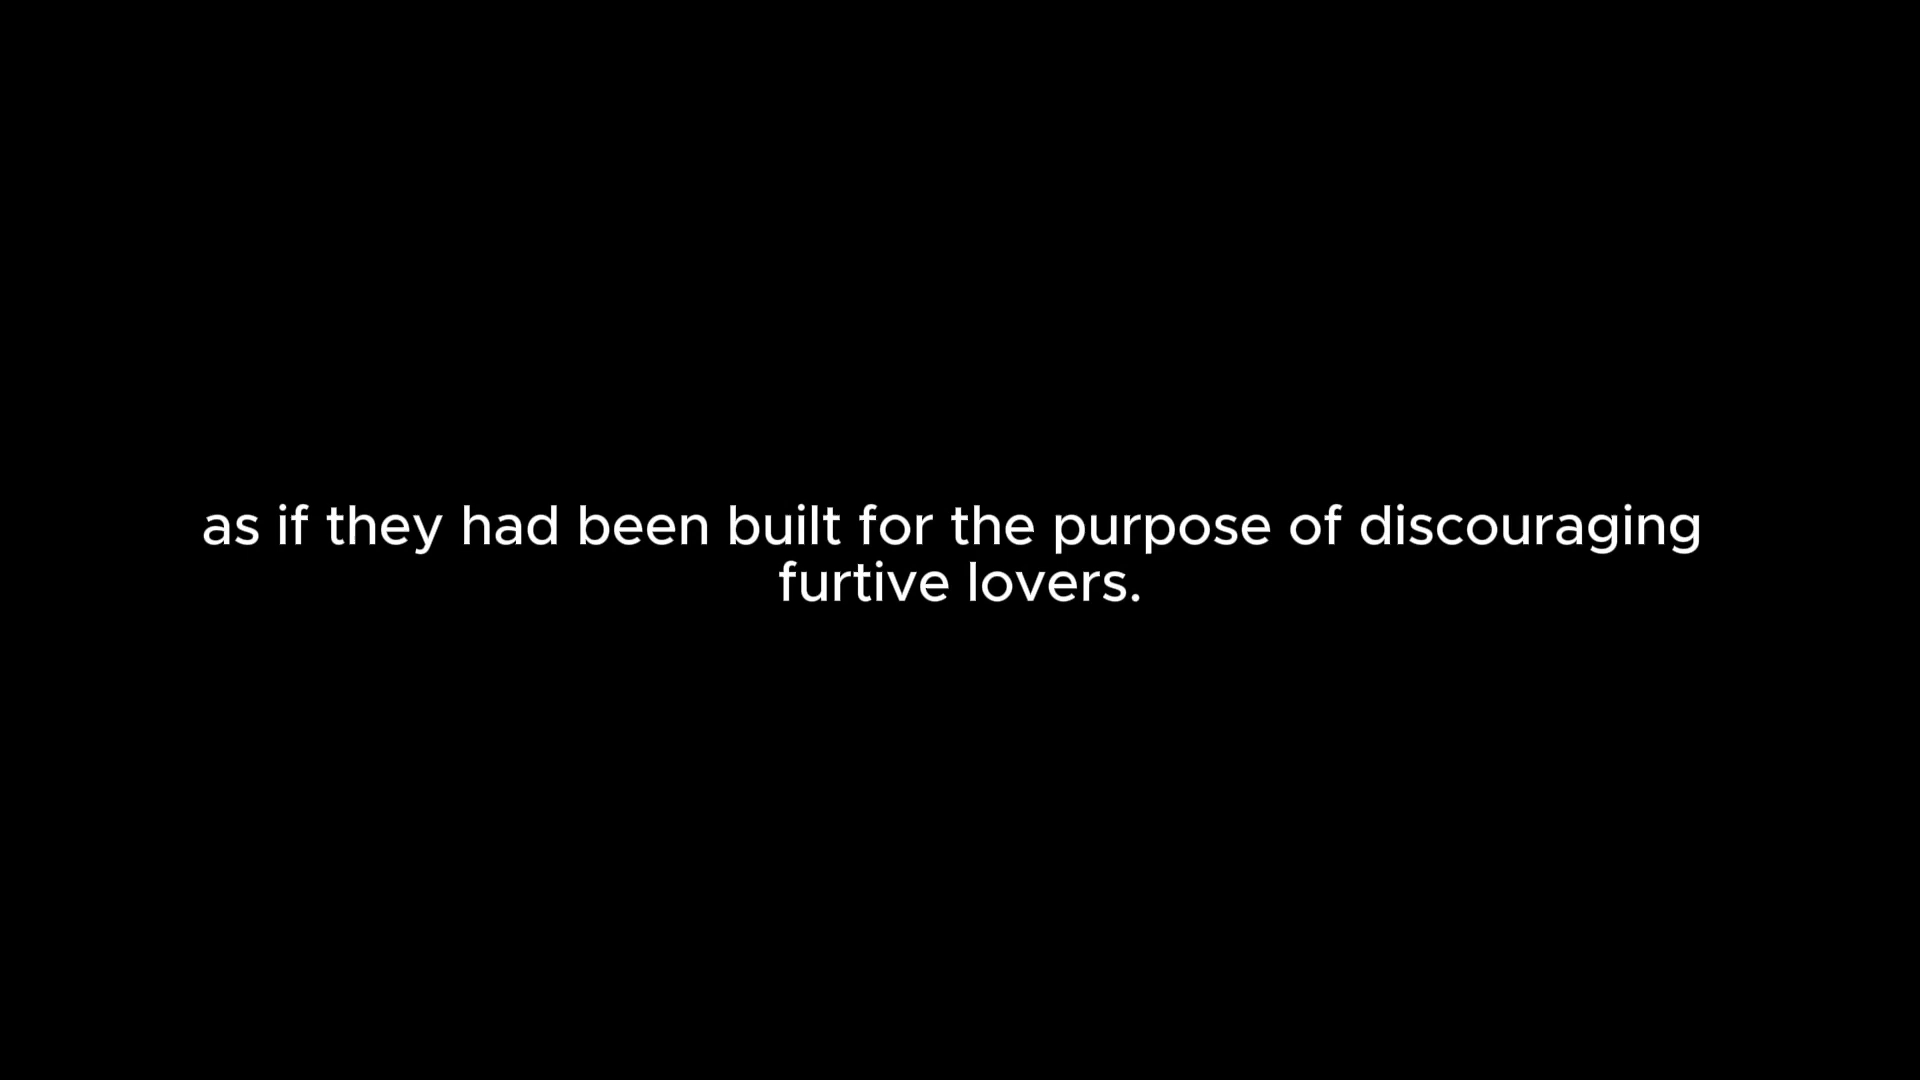 as if they had been built for the purpose of discouraging
furtive lovers.